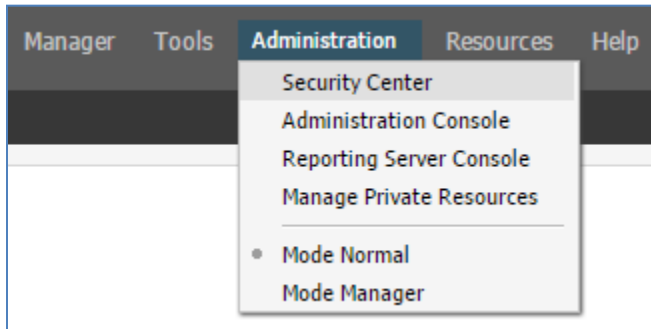 Manager Tools Administration Resources Help
Security Center
Administration Console
Reporting Server Console
Manage Private Resources
Mode Normal
Mode Manager